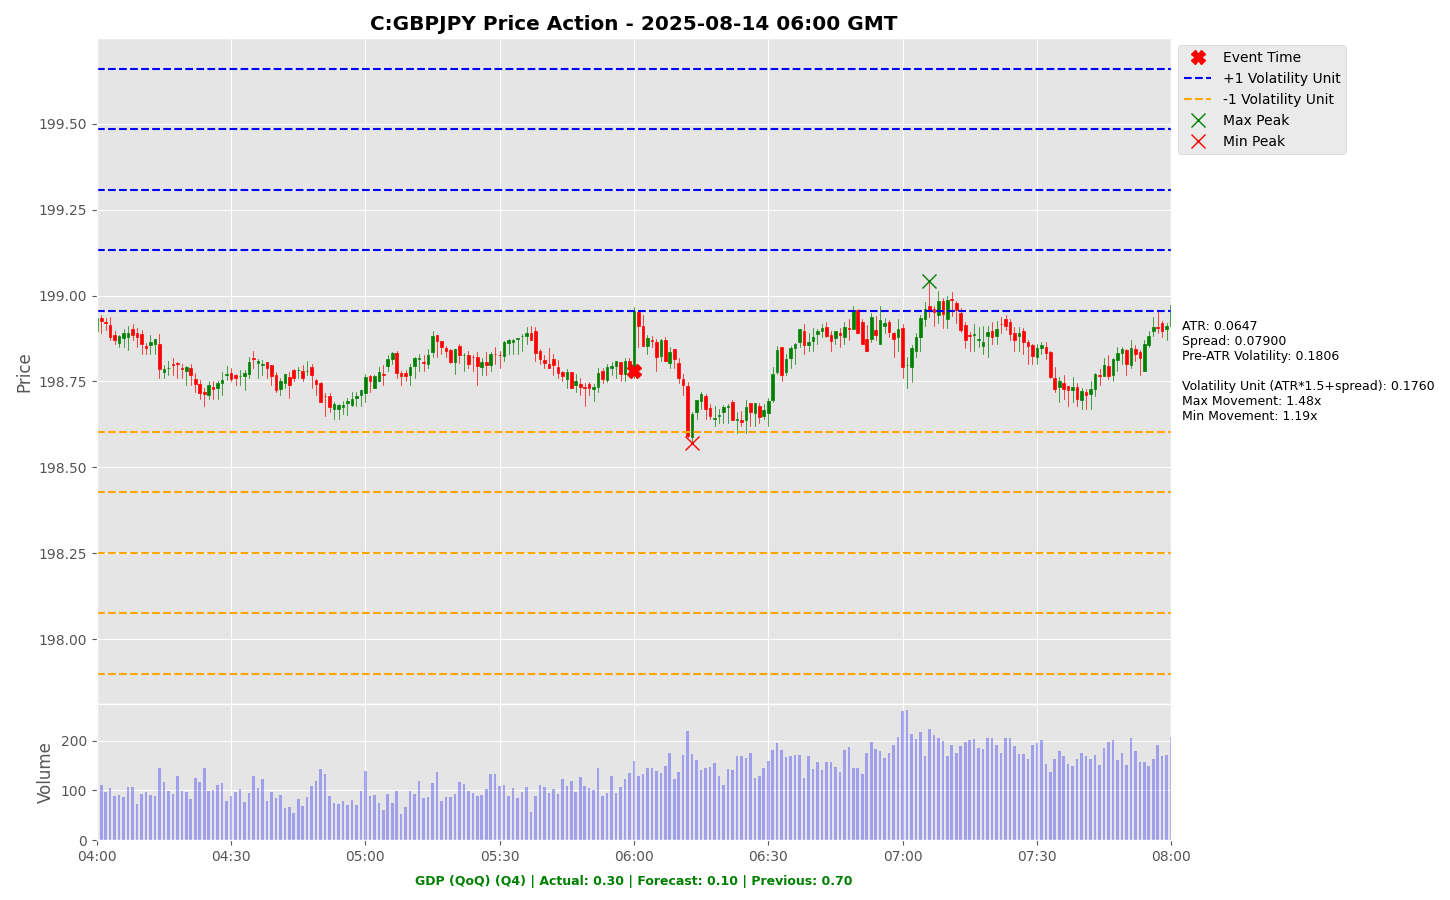 C:GBPJPY Price Action - 2025-08-14 06:00 GMT
Event Time
+1 Volatility Unit
-1 Volatility Unit
Max Peak
Min Peak
Price
199.50
199.25
199.00
198.75
198.50
198.25
198.00
ATR: 0.0647
Spread: 0.07900
Pre-ATR Volatility: 0.1806
Volatility Unit (ATR*1.5+spread): 0.1760
Max Movement: 1.48x
Min Movement: 1.19x
Volume
200
100
0
04:00 04:30 05:00 05:30 06:00 06:30 07:00 07:30 08:00
GDP (QoQ) (Q4) | Actual: 0.30 | Forecast: 0.10 | Previous: 0.70